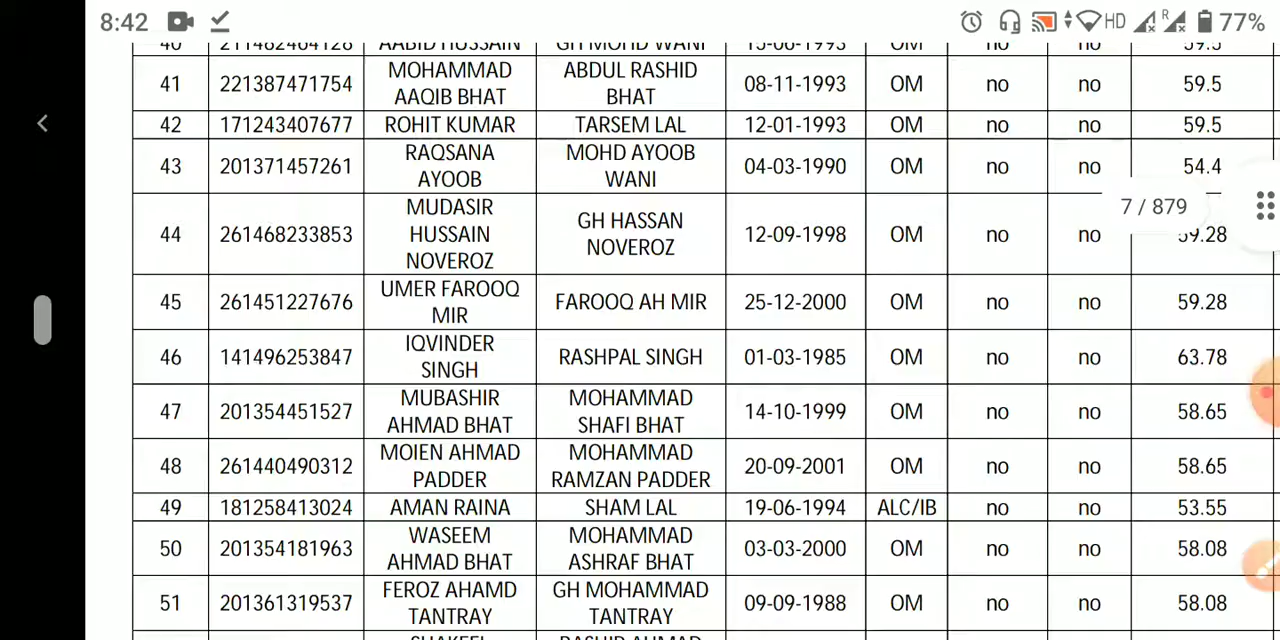 8:42 HD R 77%
40 211482464128 AABID HUSSAIN GH MOHD WANI 15-06-1993 OM no no 59.5
41 221387471754 MOHAMMAD AAQIB BHAT ABDUL RASHID BHAT 08-11-1993 OM no no 59.5
42 171243407677 ROHIT KUMAR TARSEM LAL 12-01-1993 OM no no 59.5
43 201371457261 RAQSANA AYOOB MOHD AYOOB WANI 04-03-1990 OM no no 54.4
7 / 879
44 261468233853 MUDASIR HUSSAIN NOVEROZ GH HASSAN NOVEROZ 12-09-1998 OM no no 59.28
45 261451227676 UMER FAROOQ MIR FAROOQ AH MIR 25-12-2000 OM no no 59.28
46 141496253847 IQVINDER SINGH RASHPAL SINGH 01-03-1985 OM no no 63.78
47 201354451527 MUBASHIR AHMAD BHAT MOHAMMAD SHAFI BHAT 14-10-1999 OM no no 58.65
48 261440490312 MOIEN AHMAD PADDER MOHAMMAD RAMZAN PADDER 20-09-2001 OM no no 58.65
49 181258413024 AMAN RAINA SHAM LAL 19-06-1994 ALC/IB no no 53.55
50 201354181963 WASEEM AHMAD BHAT MOHAMMAD ASHRAF BHAT 03-03-2000 OM no no 58.08
51 201361319537 FEROZ AHAMD TANTRAY GH MOHAMMAD TANTRAY 09-09-1988 OM no no 58.08
SHAKEEL RASHID AHMAD